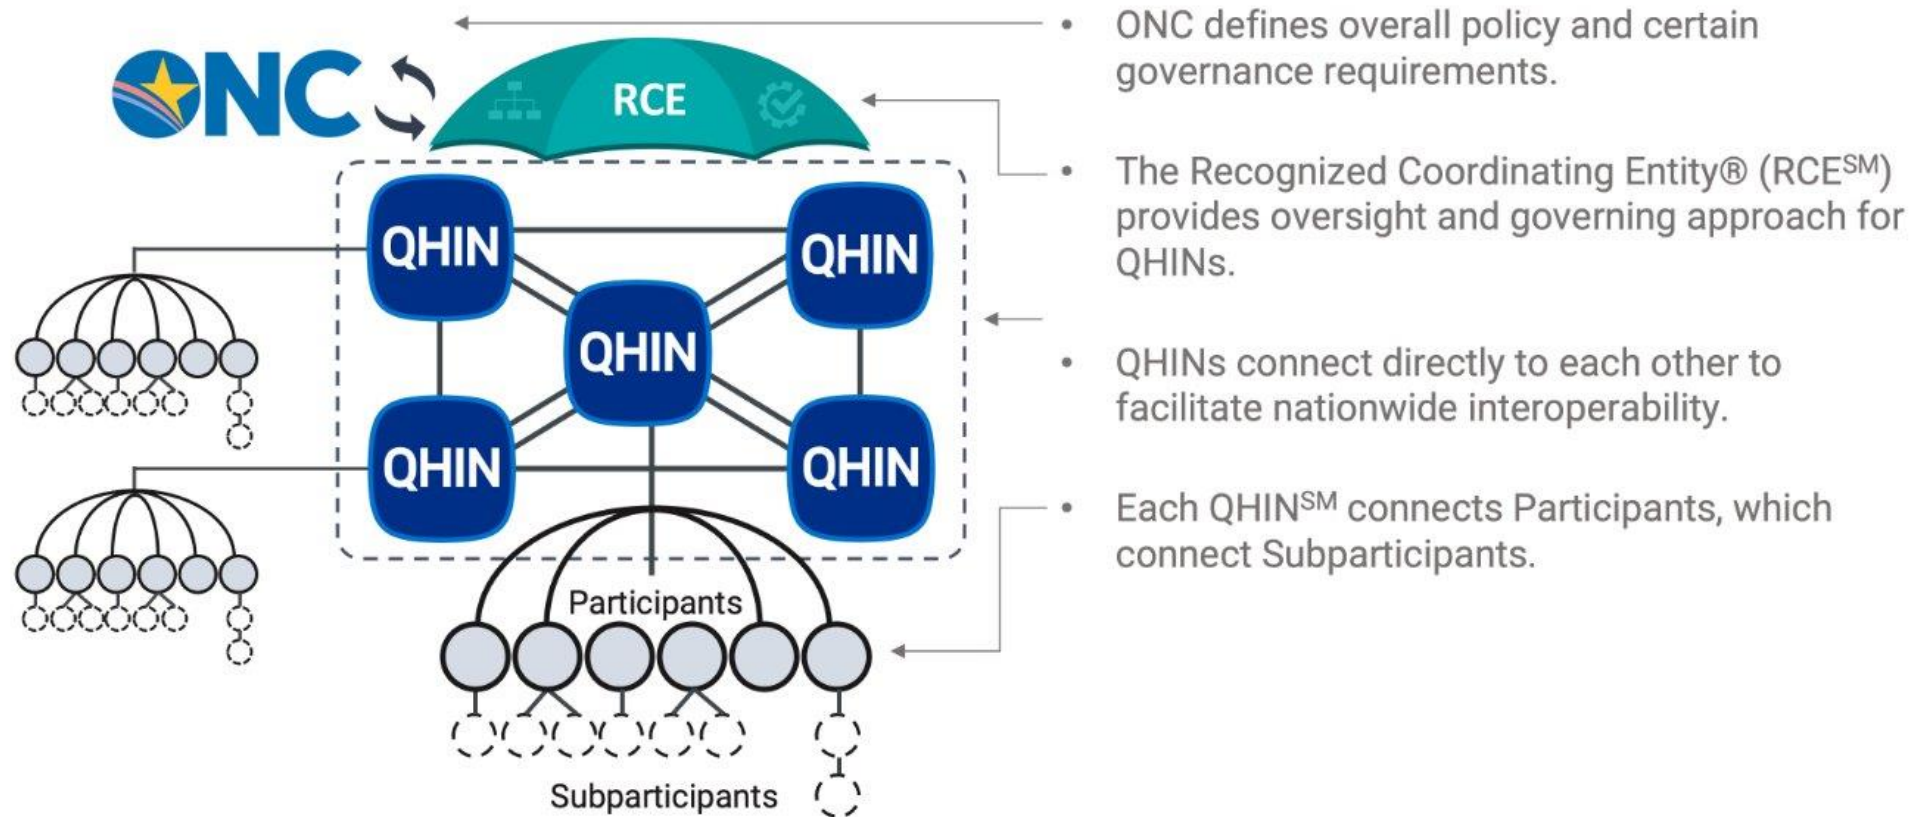 ONC
RCE
QHIN
QHIN
QHIN
QHIN
QHIN
Participants
Subparticipants
• ONC defines overall policy and certain
governance requirements.
• The Recognized Coordinating Entity® (RCE℠)
provides oversight and governing approach for
QHINs.
• QHINs connect directly to each other to
facilitate nationwide interoperability.
• Each QHIN℠ connects Participants, which
connect Subparticipants.